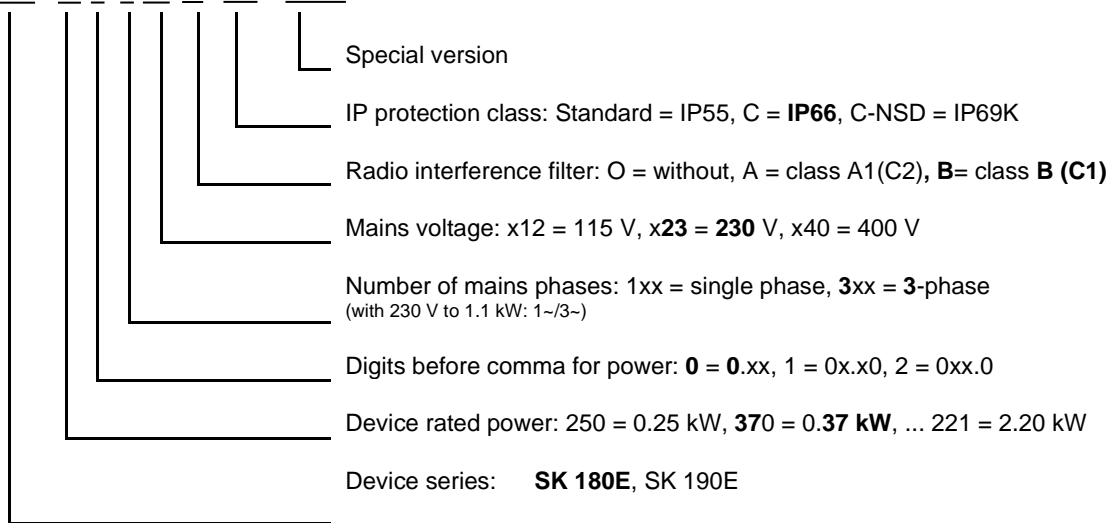 Special version
IP protection class: Standard = IP55, C = IP66, C-NSD = IP69K
Radio interference filter: O = without, A = class A1(C2), B= class B (C1)
Mains voltage: x12 = 115 V, x23 = 230 V, x40 = 400 V
Number of mains phases: 1xx = single phase, 3xx = 3-phase
(with 230 V to 1.1 kW: 1~/3~)
Digits before comma for power: 0 = 0.xx, 1 = 0x.x0, 2 = 0xx.0
Device rated power: 250 = 0.25 kW, 370 = 0.37 kW, ... 221 = 2.20 kW
Device series: SK 180E, SK 190E